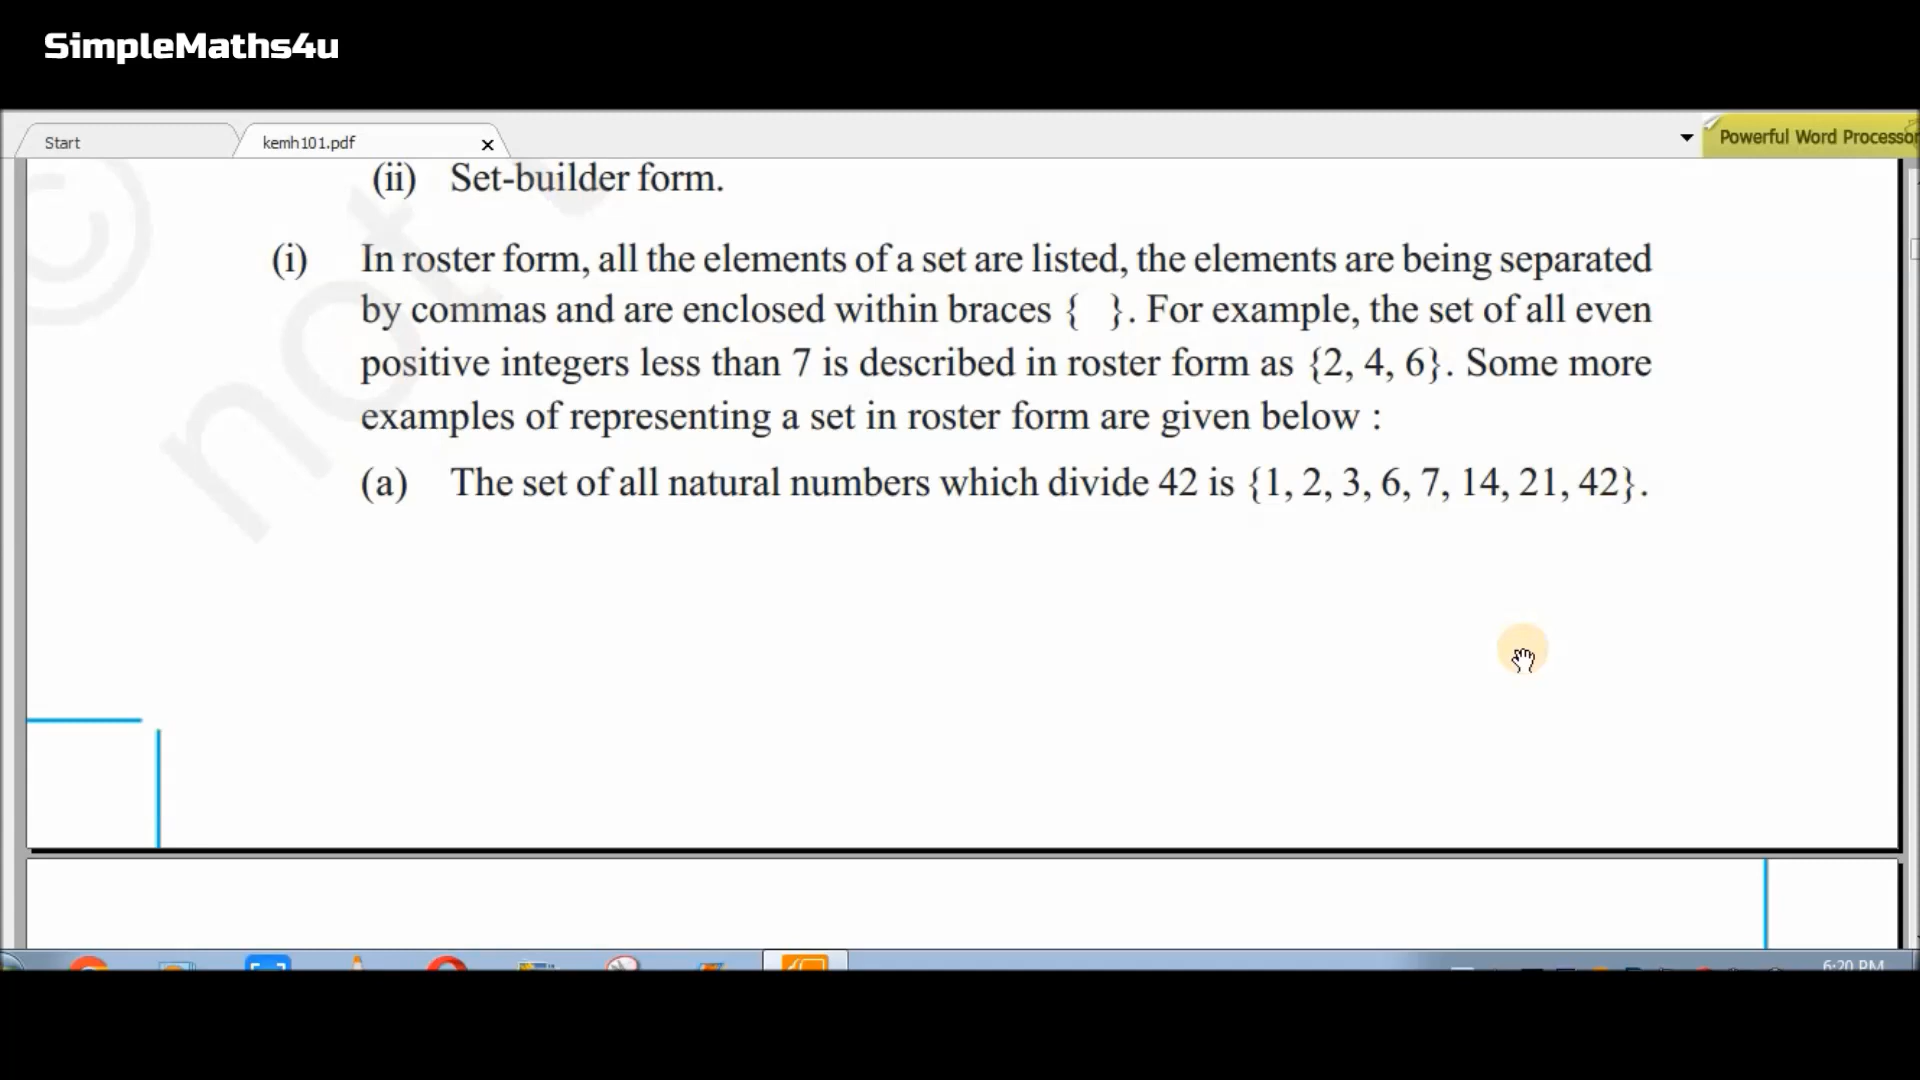 SimpleMaths4u
Start
kemh101.pdf
Powerful Word Processor
(ii) Set-builder form.
(i) In roster form, all the elements of a set are listed, the elements are being separated
by commas and are enclosed within braces { }. For example, the set of all even
positive integers less than 7 is described in roster form as {2, 4, 6}. Some more
examples of representing a set in roster form are given below :
(a) The set of all natural numbers which divide 42 is {1, 2, 3, 6, 7, 14, 21, 42}.
not
6:20 PM